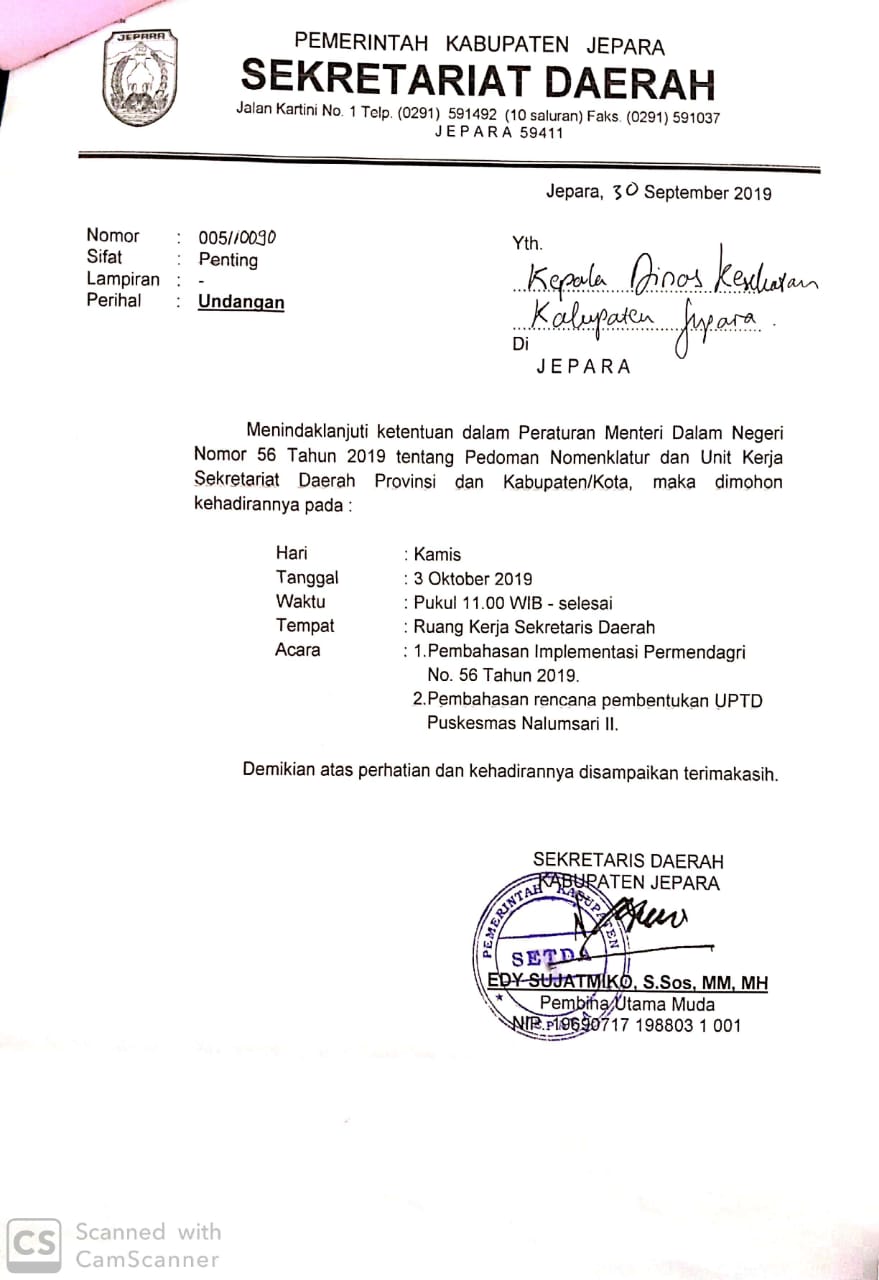 JEPARA
PEMERINTAH KABUPATEN JEPARA
SEKRETARIAT DAERAH
Jalan Kartini No. 1 Telp. (0291) 591492 (10 saluran) Faks. (0291) 591037
JEPARA 59411
Jepara, 30 September 2019
Nomor : 005/10090
Sifat : Penting
Lampiran : -
Perihal : Undangan
Yth.
Kepala Dinas Kesehatan
Kabupaten Jepara.
Di
JEPARA
Menindaklanjuti ketentuan dalam Peraturan Menteri Dalam Negeri
Nomor 56 Tahun 2019 tentang Pedoman Nomenklatur dan Unit Kerja
Sekretariat Daerah Provinsi dan Kabupaten/Kota, maka dimohon
kehadirannya pada :
Hari : Kamis
Tanggal : 3 Oktober 2019
Waktu : Pukul 11.00 WIB - selesai
Tempat : Ruang Kerja Sekretaris Daerah
Acara : 1.Pembahasan Implementasi Permendagri
No. 56 Tahun 2019.
2.Pembahasan rencana pembentukan UPTD
Puskesmas Nalumsari II.
Demikian atas perhatian dan kehadirannya disampaikan terimakasih.
SEKRETARIS DAERAH
KABUPATEN JEPARA
PEMERINTAH KABUPATEN
SETDA
EDY SUJATMIKO, S.Sos, MM, MH
Pembina Utama Muda
NIP. 19690717 198803 1 001
CS Scanned with
CamScanner